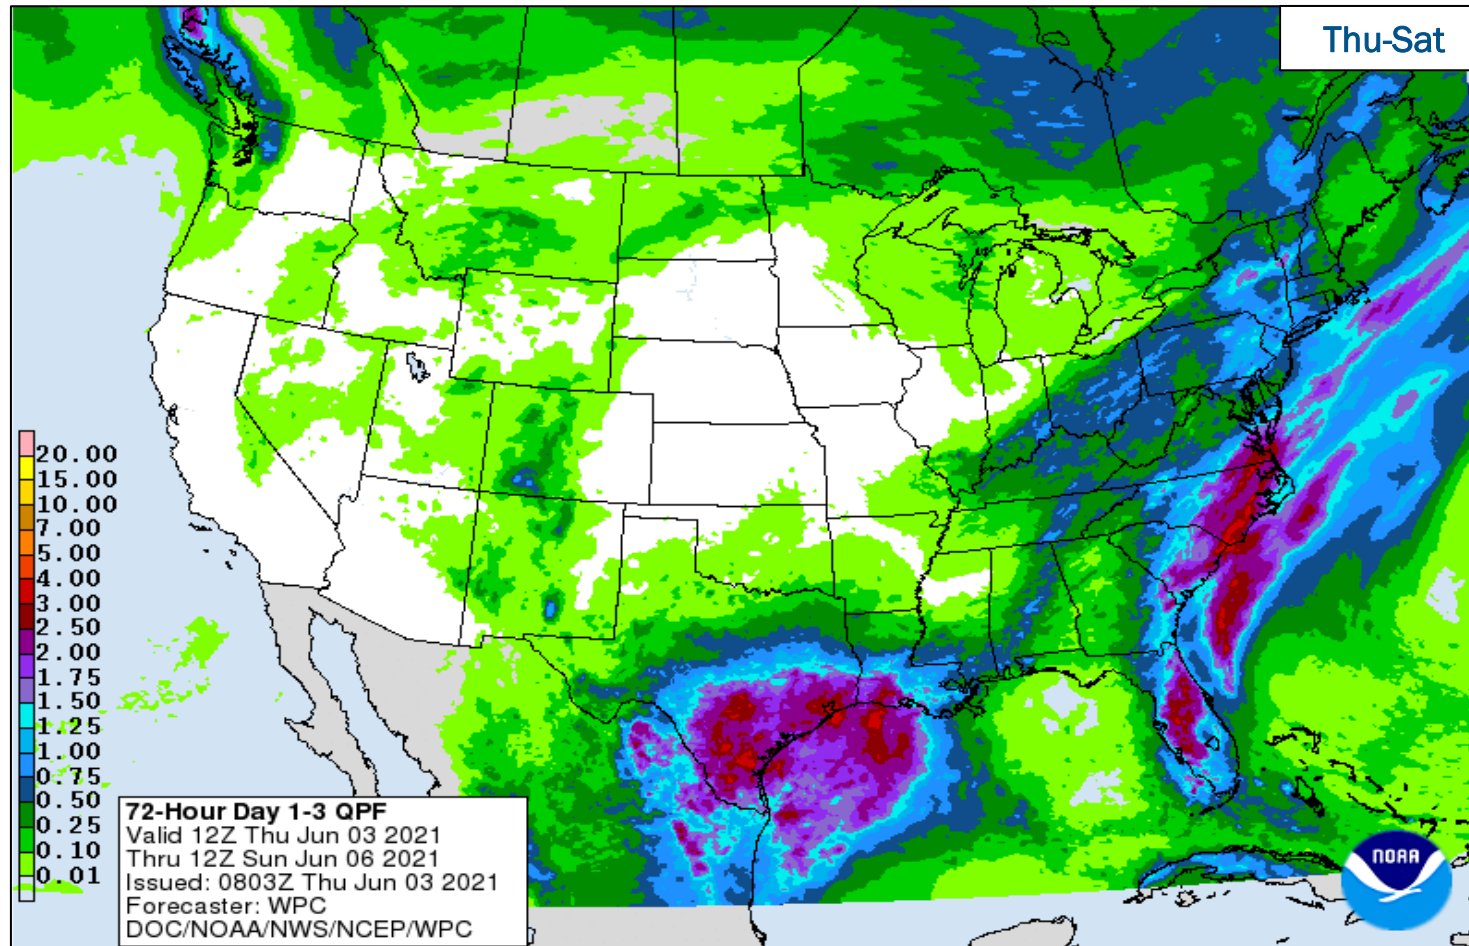 Thu-Sat
20.00
15.00
10.00
7.00
5.00
4.00
3.00
2.50
2.00
1.75
1.50
1.25
1.00
0.75
0.50
0.25
0.10
0.01
72-Hour Day 1-3 QPF
Valid 12Z Thu Jun 03 2021
Thru 12Z Sun Jun 06 2021
Issued: 0803Z Thu Jun 03 2021
Forecaster: WPC
DOC/NOAA/NWS/NCEP/WPC
NOAA